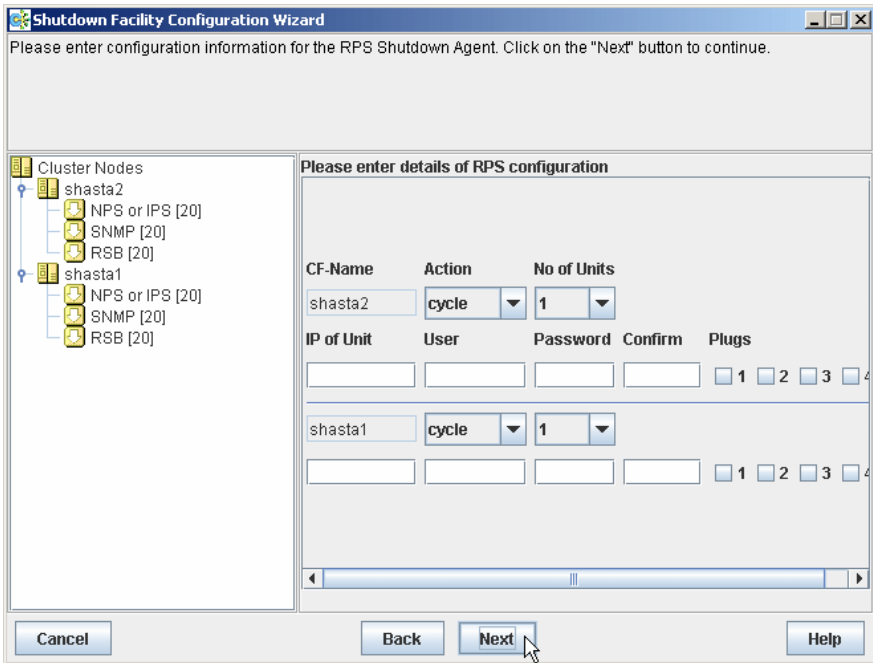 Shutdown Facility Configuration Wizard
Please enter configuration information for the RPS Shutdown Agent. Click on the "Next" button to continue.
Cluster Nodes
shasta2
NPS or IPS [20]
SNMP [20]
RSB [20]
shasta1
NPS or IPS [20]
SNMP [20]
RSB [20]
Please enter details of RPS configuration
CF-Name Action No of Units
shasta2 cycle 1
IP of Unit User Password Confirm Plugs
1 2 3 4
shasta1 cycle 1
1 2 3 4
Cancel Back Next Help